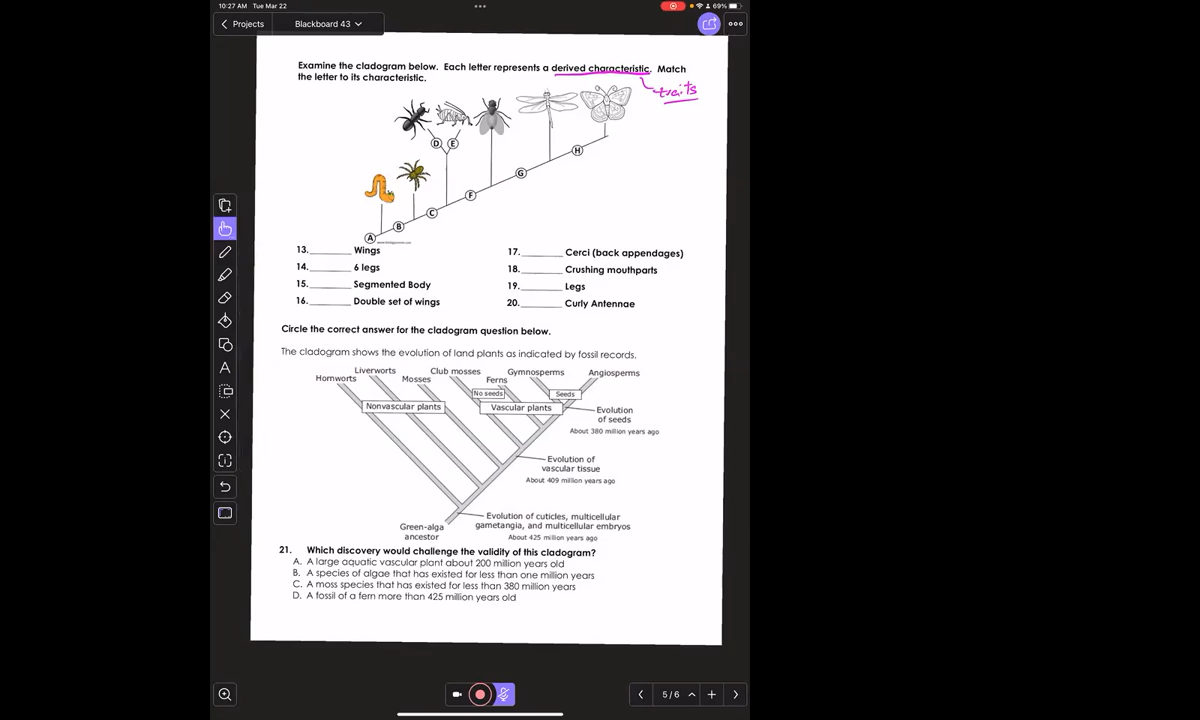 10:27 AM Tue Mar 22
69%
Projects
Blackboard 43
Examine the cladogram below. Each letter represents a derived characteristic. Match
the letter to its characteristic.
traits
D E
H
G
F
C
B
A
13.______ Wings
14.______ 6 legs
15.______ Segmented Body
16.______ Double set of wings
17.______ Cerci (back appendages)
18.______ Crushing mouthparts
19.______ Legs
20.______ Curly Antennae
Circle the correct answer for the cladogram question below.
The cladogram shows the evolution of land plants as indicated by fossil records.
Hornworts
Liverworts
Mosses
Club mosses
Ferns
Gymnosperms
Angiosperms
No seeds
Seeds
Nonvascular plants
Vascular plants
Evolution
of seeds
About 380 million years ago
Evolution of
vascular tissue
About 409 million years ago
Evolution of cuticles, multicellular
gametangia, and multicellular embryos
About 425 million years ago
Green-alga
ancestor
21. Which discovery would challenge the validity of this cladogram?
A. A large aquatic vascular plant about 200 million years old
B. A species of algae that has existed for less than one million years
C. A moss species that has existed for less than 380 million years
D. A fossil of a fern more than 425 million years old
A
5 / 6